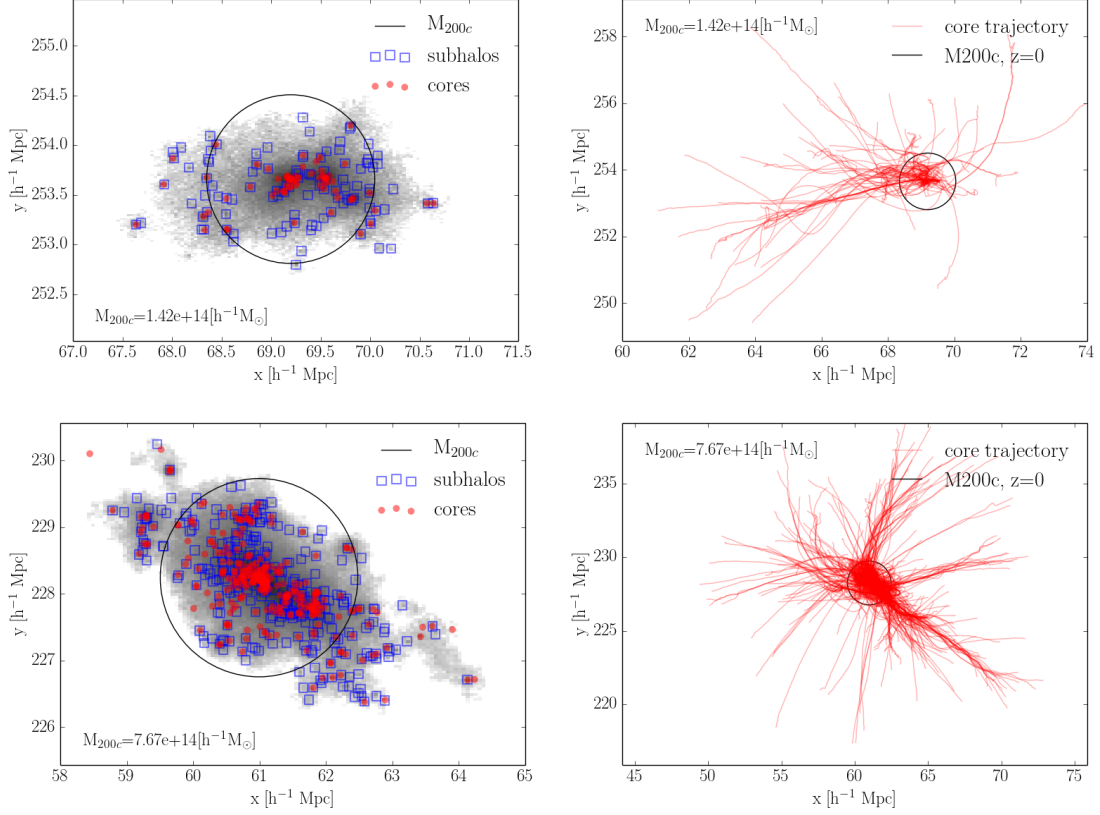 M₂₀₀c
subhalos
cores
M₂₀₀c=1.42e+14[h⁻¹M☉]
255.0
254.5
254.0
253.5
253.0
252.5
y [h⁻¹ Mpc]
67.0 67.5 68.0 68.5 69.0 69.5 70.0 70.5 71.0 71.5
x [h⁻¹ Mpc]
M₂₀₀c=1.42e+14[h⁻¹M☉]
core trajectory
M200c, z=0
258
256
254
252
250
y [h⁻¹ Mpc]
60 62 64 66 68 70 72 74
x [h⁻¹ Mpc]
M₂₀₀c
subhalos
cores
230
229
228
227
226
y [h⁻¹ Mpc]
M₂₀₀c=7.67e+14[h⁻¹M☉]
58 59 60 61 62 63 64 65
x [h⁻¹ Mpc]
M₂₀₀c=7.67e+14[h⁻¹M☉]
core trajectory
M200c, z=0
235
230
225
220
y [h⁻¹ Mpc]
45 50 55 60 65 70 75
x [h⁻¹ Mpc]